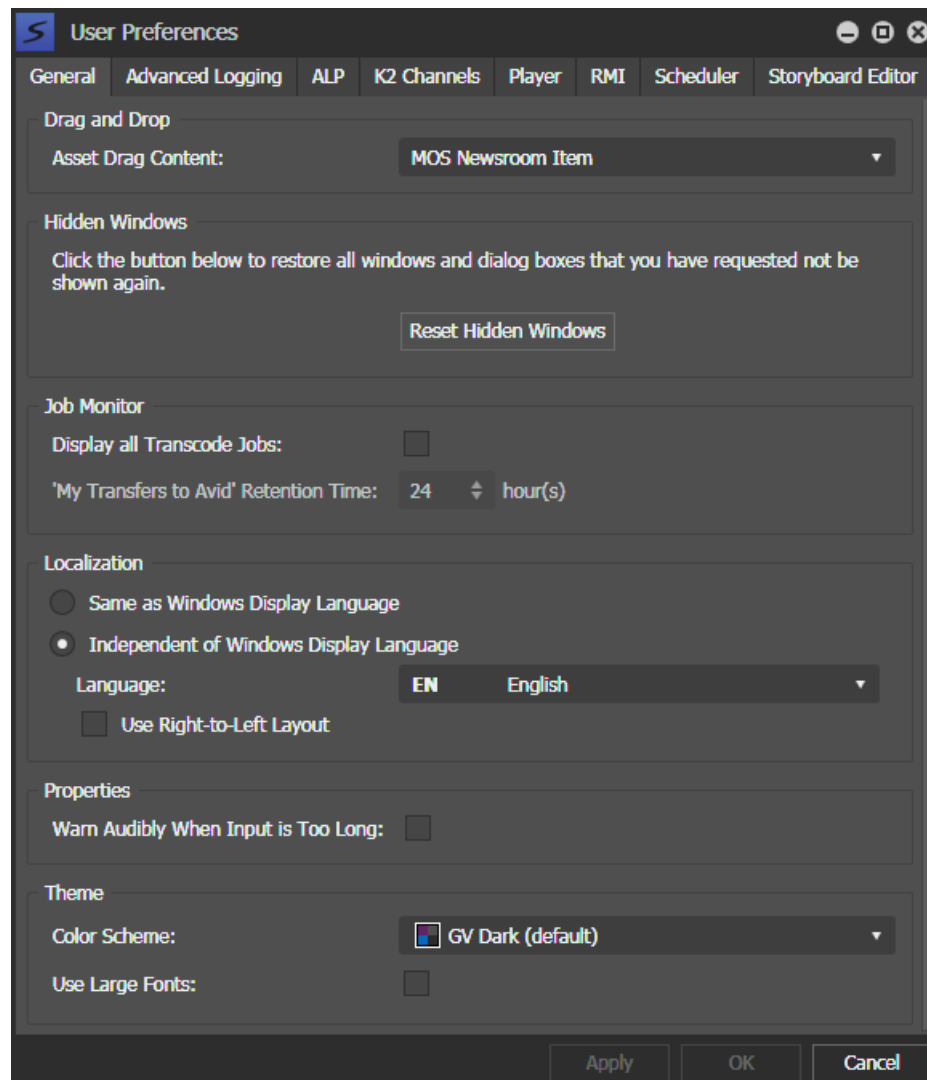 User Preferences
General Advanced Logging ALP K2 Channels Player RMI Scheduler Storyboard Editor
Drag and Drop
Asset Drag Content: MOS Newsroom Item
Hidden Windows
Click the button below to restore all windows and dialog boxes that you have requested not be
shown again.
Reset Hidden Windows
Job Monitor
Display all Transcode Jobs:
'My Transfers to Avid' Retention Time: 24 hour(s)
Localization
Same as Windows Display Language
Independent of Windows Display Language
Language: EN English
Use Right-to-Left Layout
Properties
Warn Audibly When Input is Too Long:
Theme
Color Scheme: GV Dark (default)
Use Large Fonts:
Apply OK Cancel